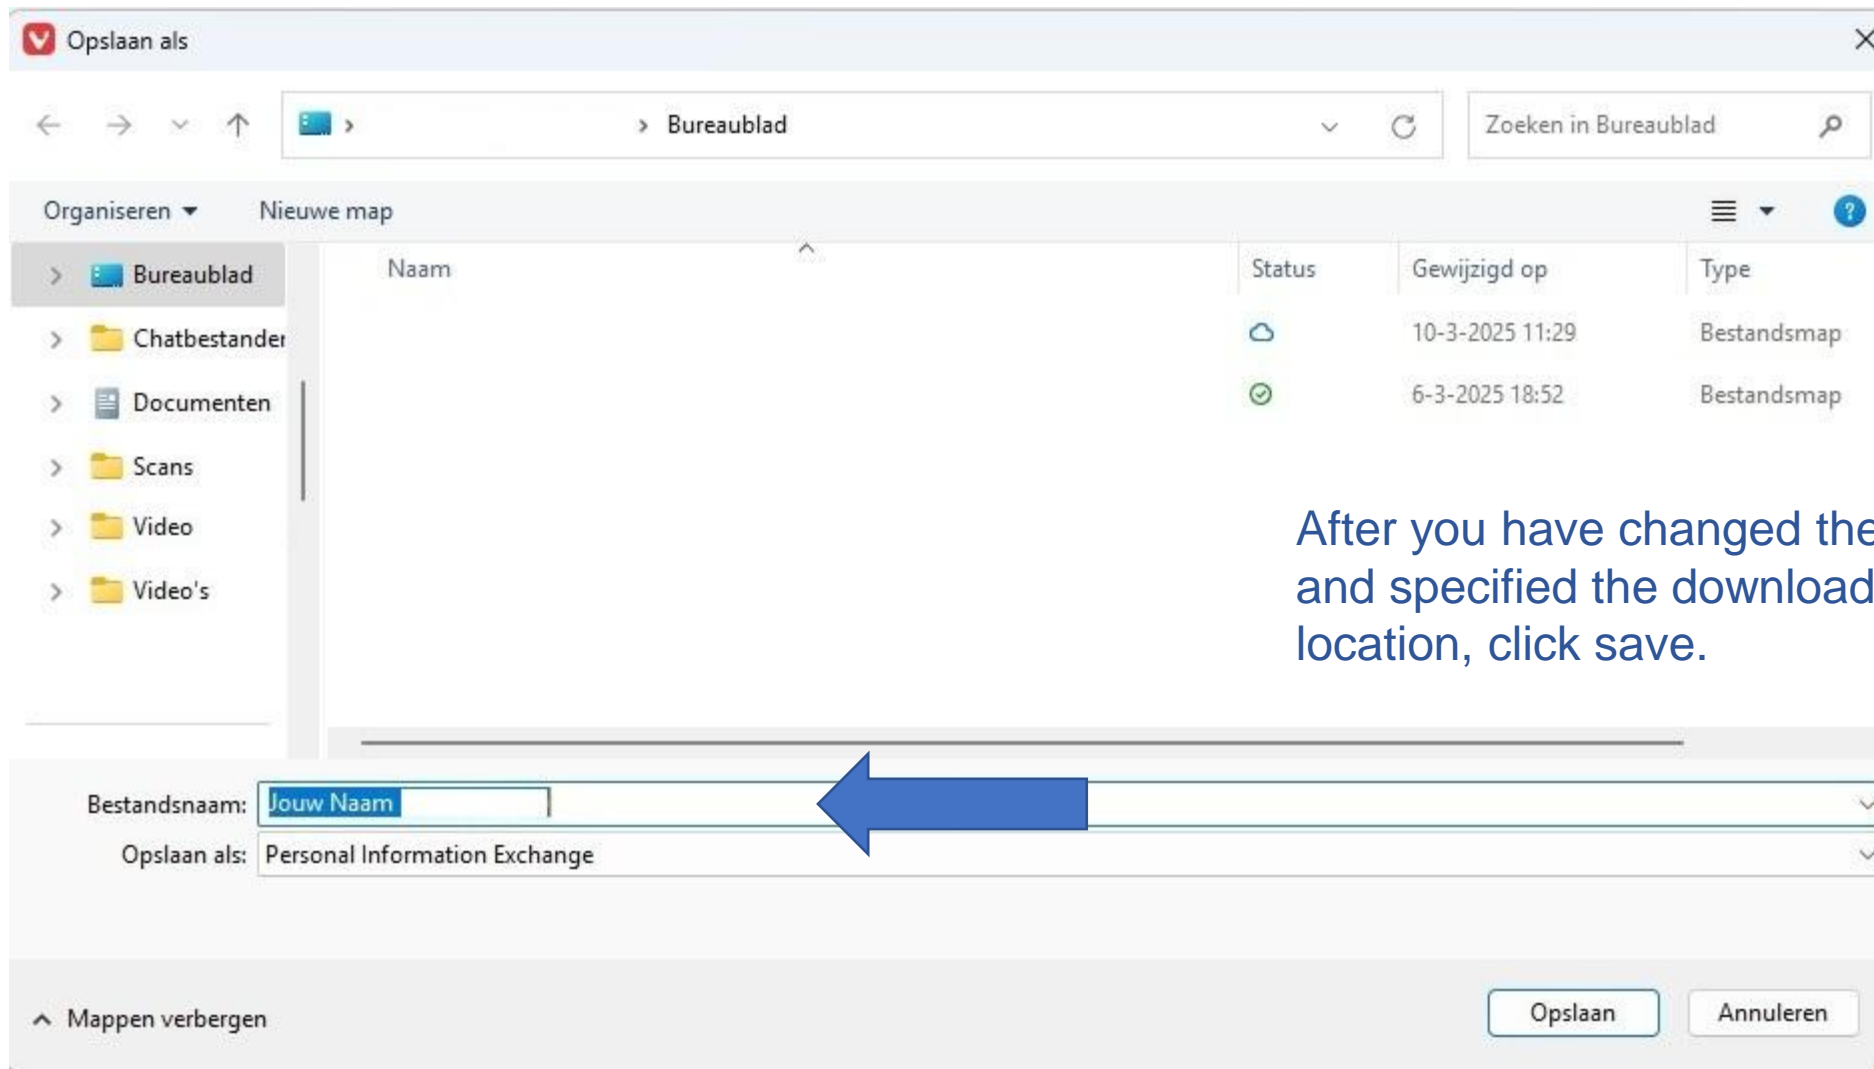 Opslaan als
Bureaublad
Zoeken in Bureaublad
Organiseren
Nieuwe map
Naam
Status
Gewijzigd op
Type
Bureaublad
Chatbestanden
Documenten
Scans
Video
Video's
10-3-2025 11:29
Bestandsmap
6-3-2025 18:52
Bestandsmap
After you have changed the
and specified the download
location, click save.
Bestandsnaam: Jouw Naam
Opslaan als: Personal Information Exchange
Mappen verbergen
Opslaan
Annuleren